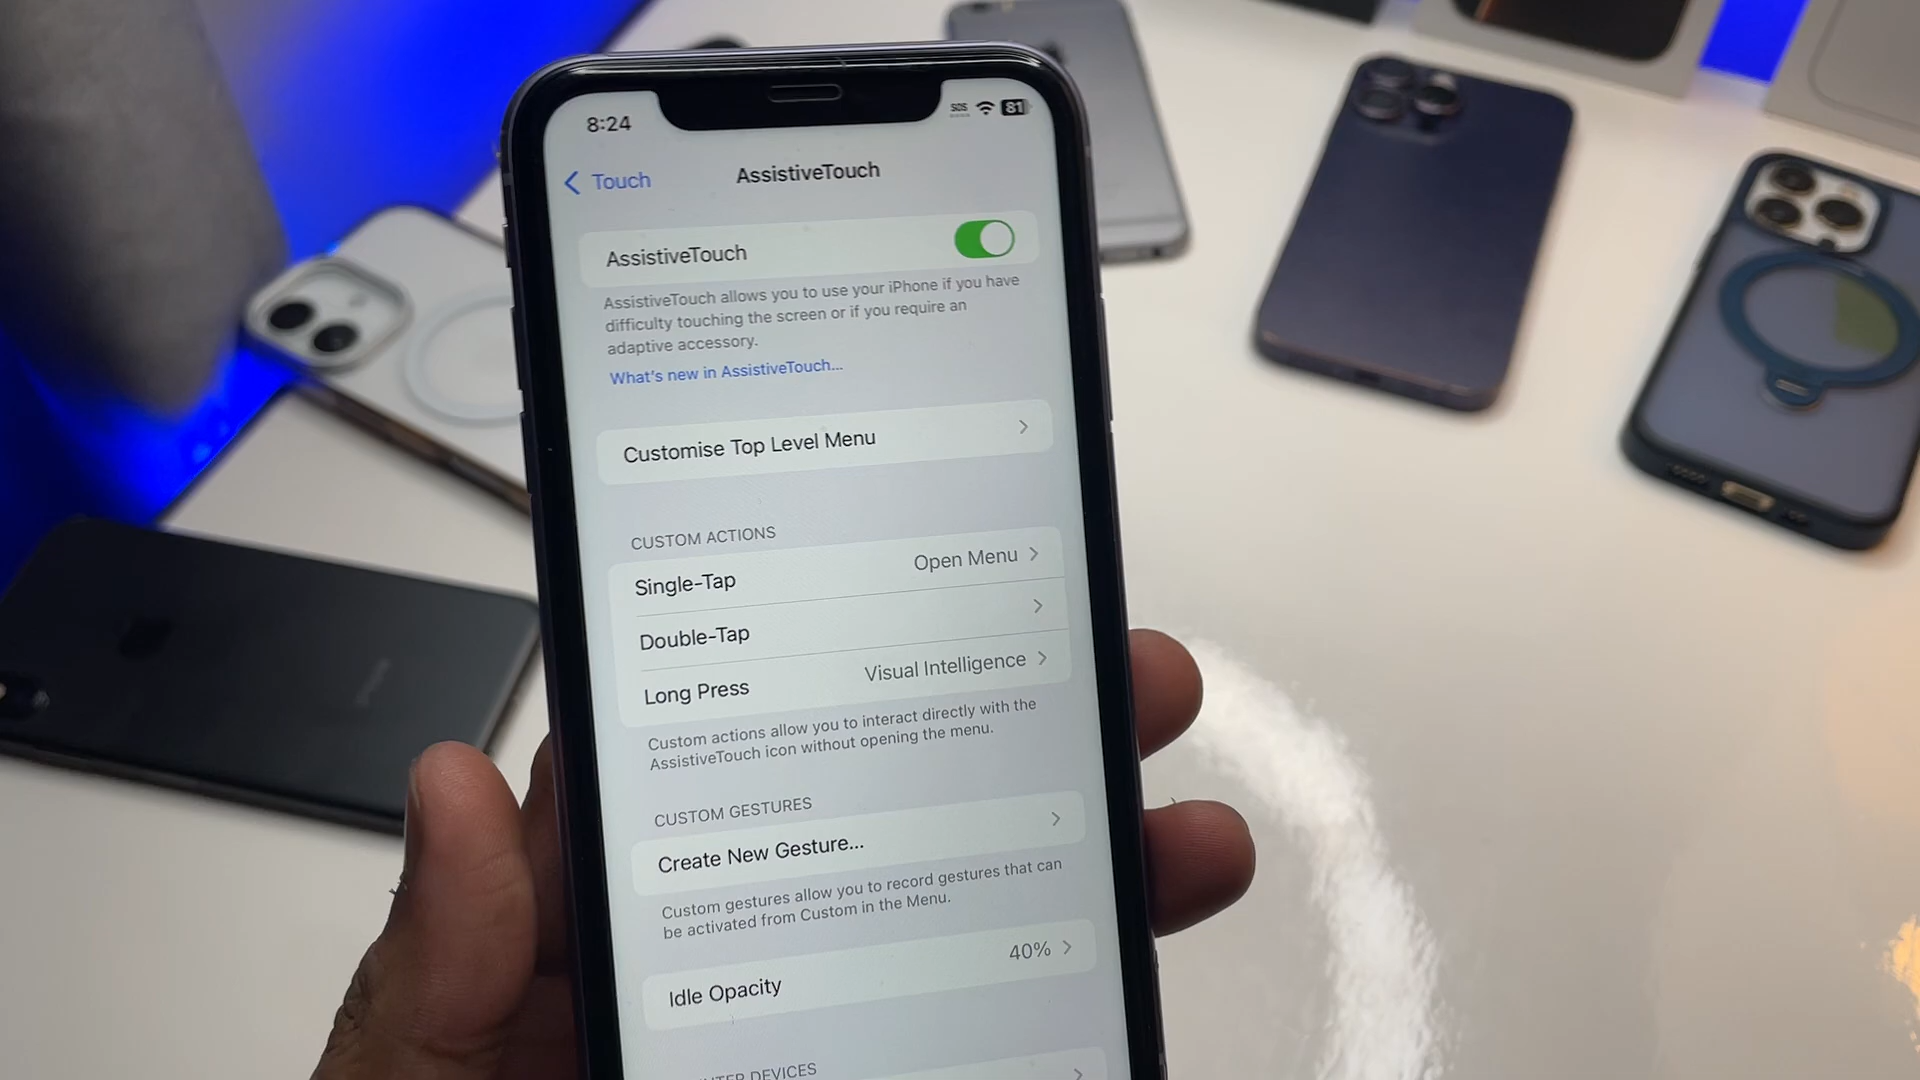 8:24
SOS
81
Touch
AssistiveTouch
AssistiveTouch
AssistiveTouch allows you to use your iPhone if you have
difficulty touching the screen or if you require an
adaptive accessory.
What's new in AssistiveTouch...
Customise Top Level Menu
CUSTOM ACTIONS
Single-Tap Open Menu
Double-Tap
Long Press Visual Intelligence
Custom actions allow you to interact directly with the
AssistiveTouch icon without opening the menu.
CUSTOM GESTURES
Create New Gesture...
Custom gestures allow you to record gestures that can
be activated from Custom in the Menu.
Idle Opacity 40%
DEVICES